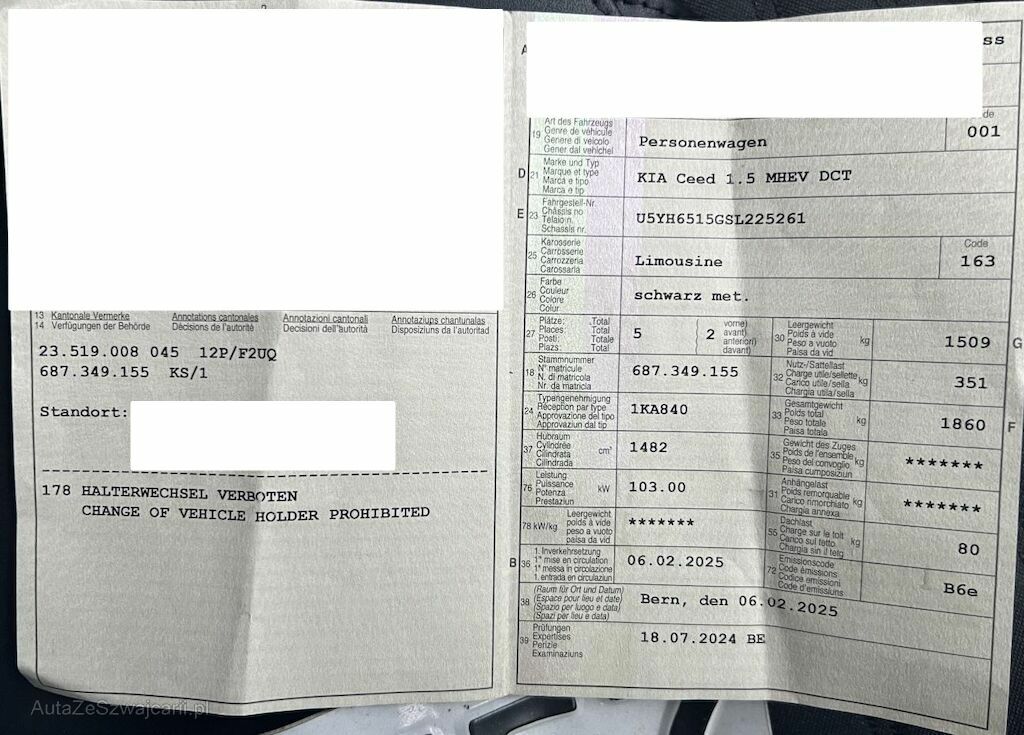 13 Kantonale Vermerke Annotations cantonales Annotazioni cantonali Annotaziuns chantunalas
14 Verfügungen der Behörde Décisions de l'autorité Decisioni dell'autorità Disposiziuns da l'autoritad
23.519.008 045 12P/F2UQ
687.349.155 KS/1
Standort:
178 HALTERWECHSEL VERBOTEN
CHANGE OF VEHICLE HOLDER PROHIBITED
A
ss
Art des Fahrzeugs
19 Genre de véhicule
Genere di veicolo
Gener dal vehichel
Personenwagen
001
D 21 Marke und Typ
Marque et type
Marca e tipo
Marca e tip
KIA Ceed 1.5 MHEV DCT
E 23 Fahrgestell-Nr.
Châssis no
Telaio n.
Schassis nr.
U5YH6515GSL225261
25 Karosserie
Carrosserie
Carrozzeria
Carossaria
Limousine
Code
163
26 Farbe
Couleur
Colore
Colur
schwarz met.
27 Plätze: .Total
Places: Total
Posti: Totale
Plazs: Total
5
2
vorne)
avant)
anteriori)
davant)
30 Leergewicht
Poids à vide
Peso a vuoto
Paisa da vid
kg
1509
G
18 Stammnummer
N° matricule
N. di matricola
Nr. da matricla
687.349.155
32 Nutz-/Sattellast
Charge utile/sellette
Carico utile/sella
Chargia utila/sella
kg
351
24 Typengenehmigung
Réception par type
Approvazione del tipo
Approvaziun dal tip
1KA840
33 Gesamtgewicht
Poids total
Peso totale
Paisa totala
kg
1860
F
37 Hubraum
Cylindrée
Cilindrata
Cilindrada
cm³
1482
35 Gewicht des Zuges
Poids de l'ensemble
Peso del convoglio
Paisa cumposiziun
kg
*******
76 Leistung
Puissance
Potenza
Prestaziun
kW
103.00
31 Anhängelast
Poids remorquable
Carico rimorchiato
Chargia annexa
kg
*******
78 kW/kg
Leergewicht
poids à vide
peso a vuoto
paisa da vid
*******
55 Dachlast
Charge sur le toit
Carico sul tetto
Chargia sin il tetg
kg
80
B 36 1. Inverkehrsetzung
1re mise en circulation
1a messa in circolazione
1. entrada en circulaziun
06.02.2025
72 Emissionscode
Code émissions
Codice emissioni
Code d'emissiuns
B6e
38 (Raum für Ort und Datum)
(Espace pour lieu et date)
(Spazio per luogo e data)
(Spazi per lieu e data)
Bern, den 06.02.2025
39 Prüfungen
Expertises
Perizie
Examinaziuns
18.07.2024 BE
AutaZeSzwajcarii.pl